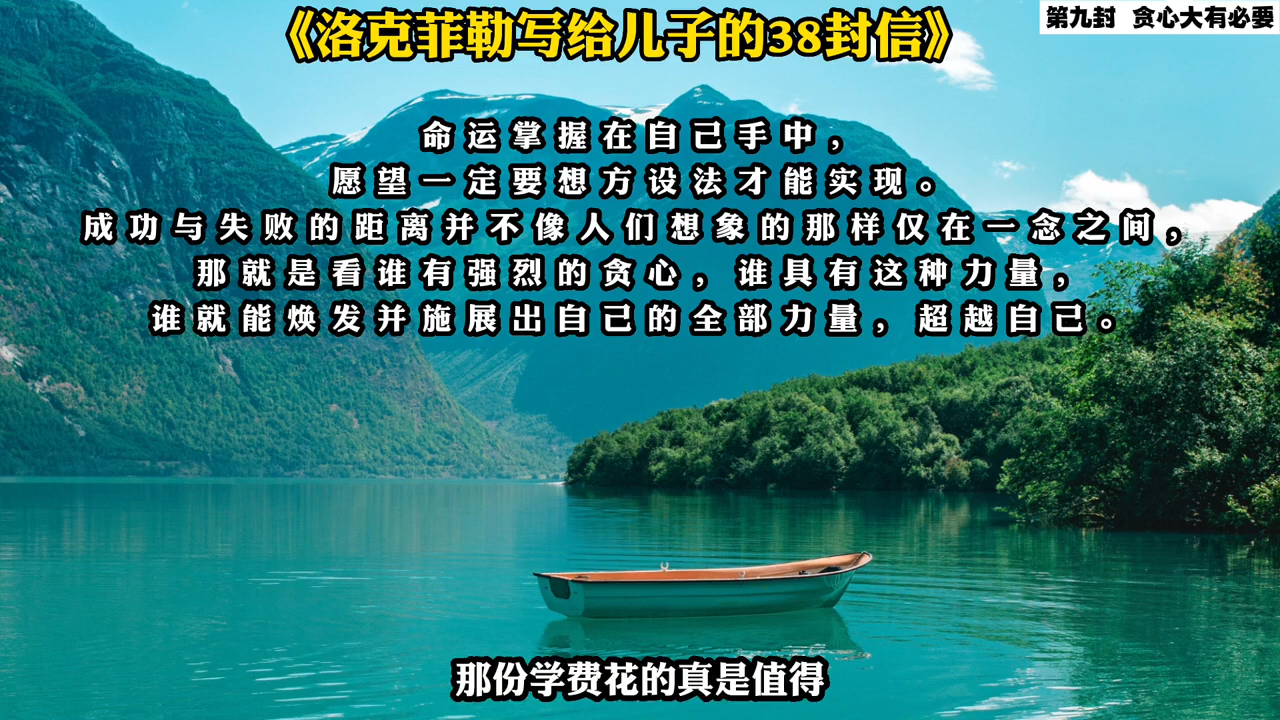 《洛克菲勒写给儿子的38封信》
第九封 贪心大有必要
命运掌握在自己手中，
愿望一定要想方设法才能实现。
成功与失败的距离并不像人们想象的那样仅在一念之间，
那就是看谁有强烈的贪心，谁具有这种力量，
谁就能焕发并施展出自己的全部力量，超越自己。
那份学费花的真是值得